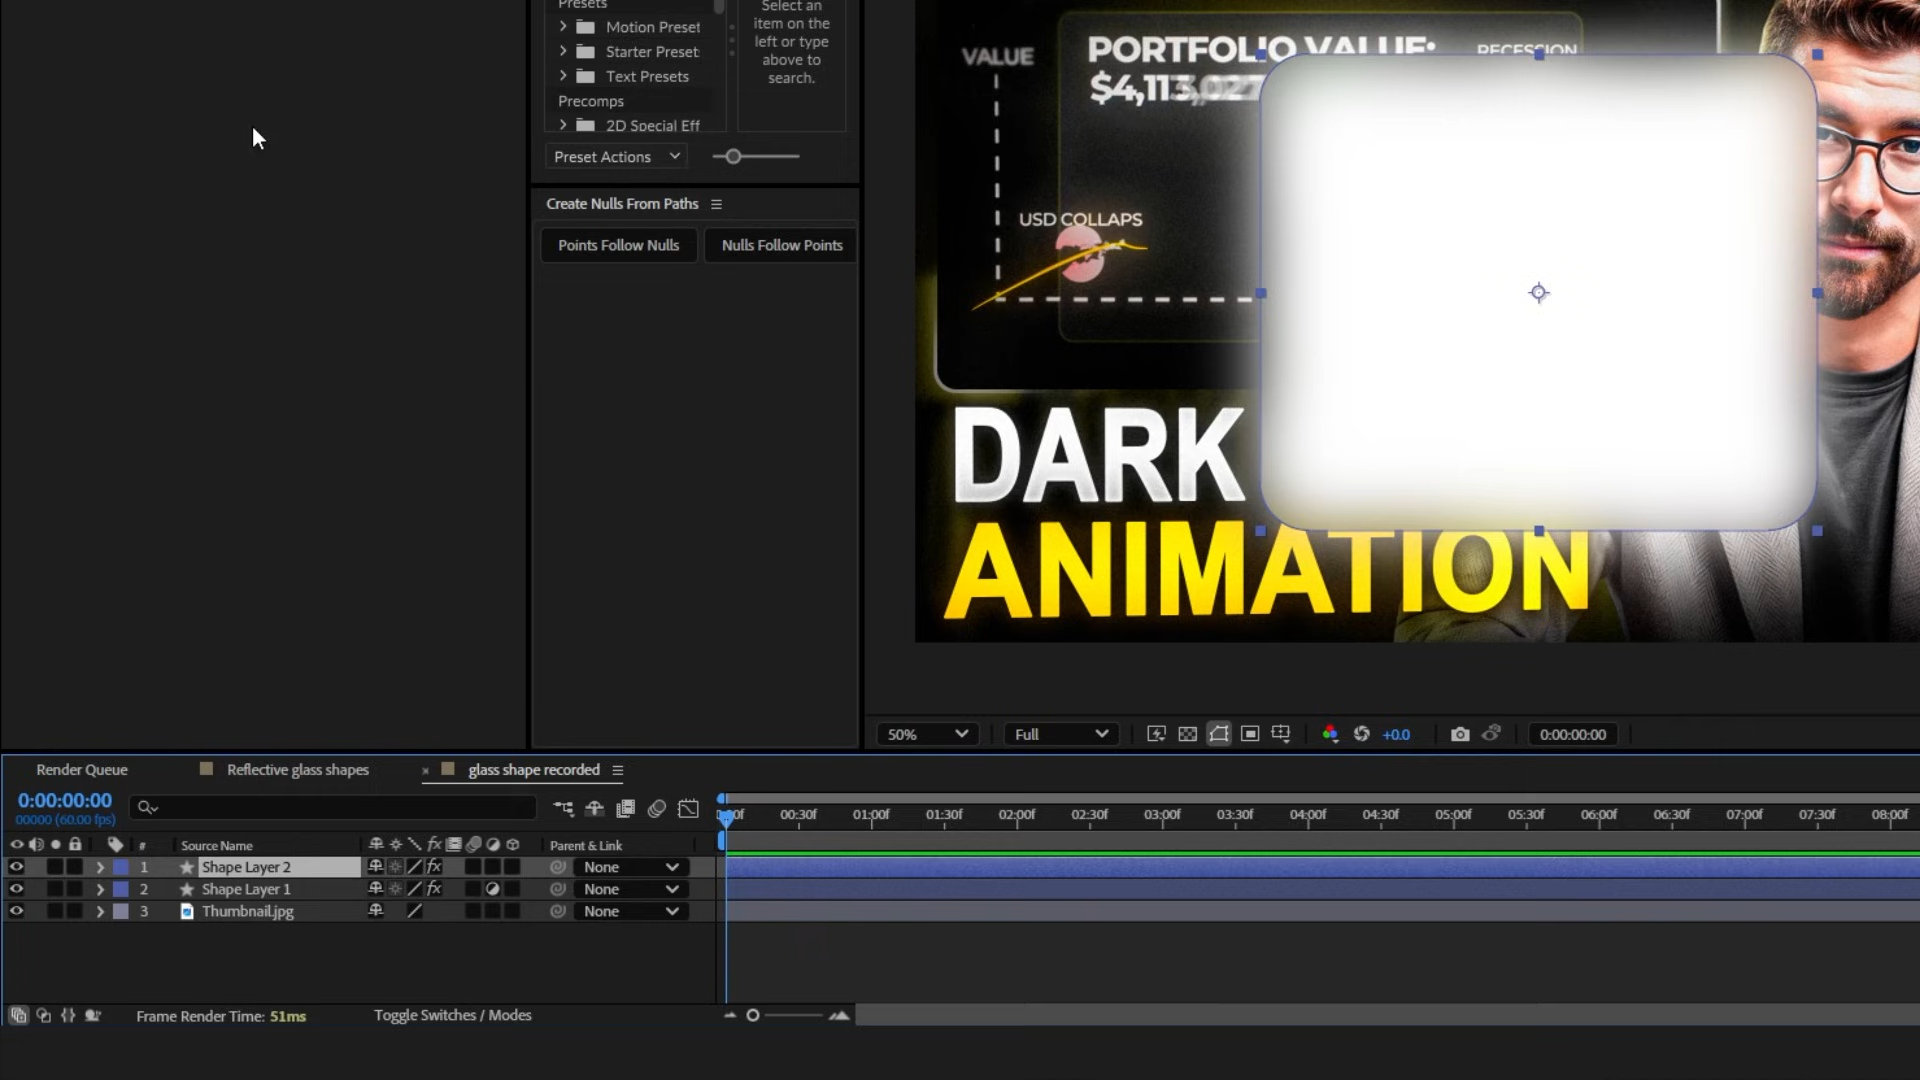 Presets
Motion Preset
Starter Preset
Text Presets
Precomps
2D Special Eff
Select an
item on the
left or type
above to
search.
Preset Actions
Create Nulls From Paths
Points Follow Nulls
Nulls Follow Points
VALUE
PORTFOLIO VALUE:
RECESSION
$4,113,027
USD COLLAPS
DARK
ANIMATION
50%
Full
+0.0
0:00:00:00
Render Queue
Reflective glass shapes
× glass shape recorded
0:00:00:00
00000 (60.00 fps)
00f 00:30f 01:00f 01:30f 02:00f 02:30f 03:00f 03:30f 04:00f 04:30f 05:00f 05:30f 06:00f 06:30f 07:00f 07:30f 08:00f
# Source Name fx Parent & Link
1 Shape Layer 2 fx None
2 Shape Layer 1 fx None
3 Thumbnail.jpg None
Frame Render Time: 51ms
Toggle Switches / Modes